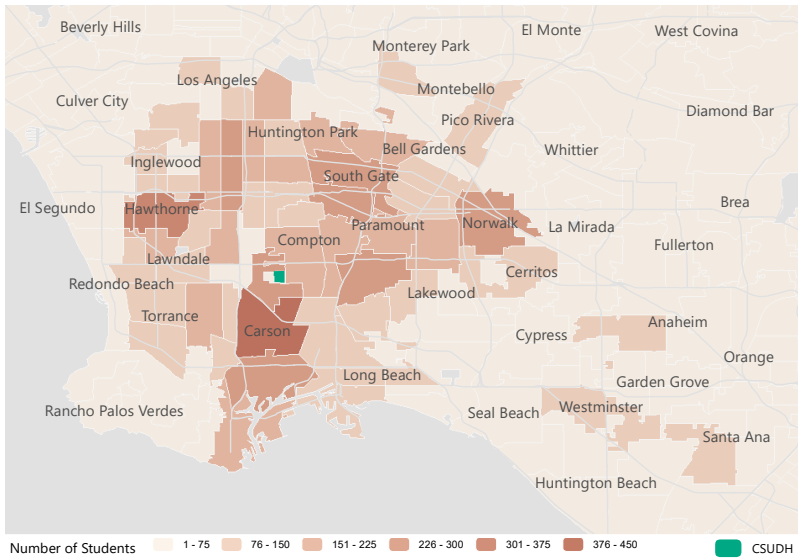 Beverly Hills
El Monte
West Covina
Monterey Park
Los Angeles
Montebello
Culver City
Diamond Bar
Pico Rivera
Huntington Park
Bell Gardens
Whittier
Inglewood
South Gate
Brea
El Segundo
Hawthorne
Paramount
Norwalk
La Mirada
Compton
Fullerton
Lawndale
Cerritos
Redondo Beach
Lakewood
Torrance
Anaheim
Carson
Cypress
Orange
Long Beach
Garden Grove
Rancho Palos Verdes
Seal Beach
Westminster
Santa Ana
Huntington Beach
Number of Students 1 - 75 76 - 150 151 - 225 226 - 300 301 - 375 376 - 450 CSUDH